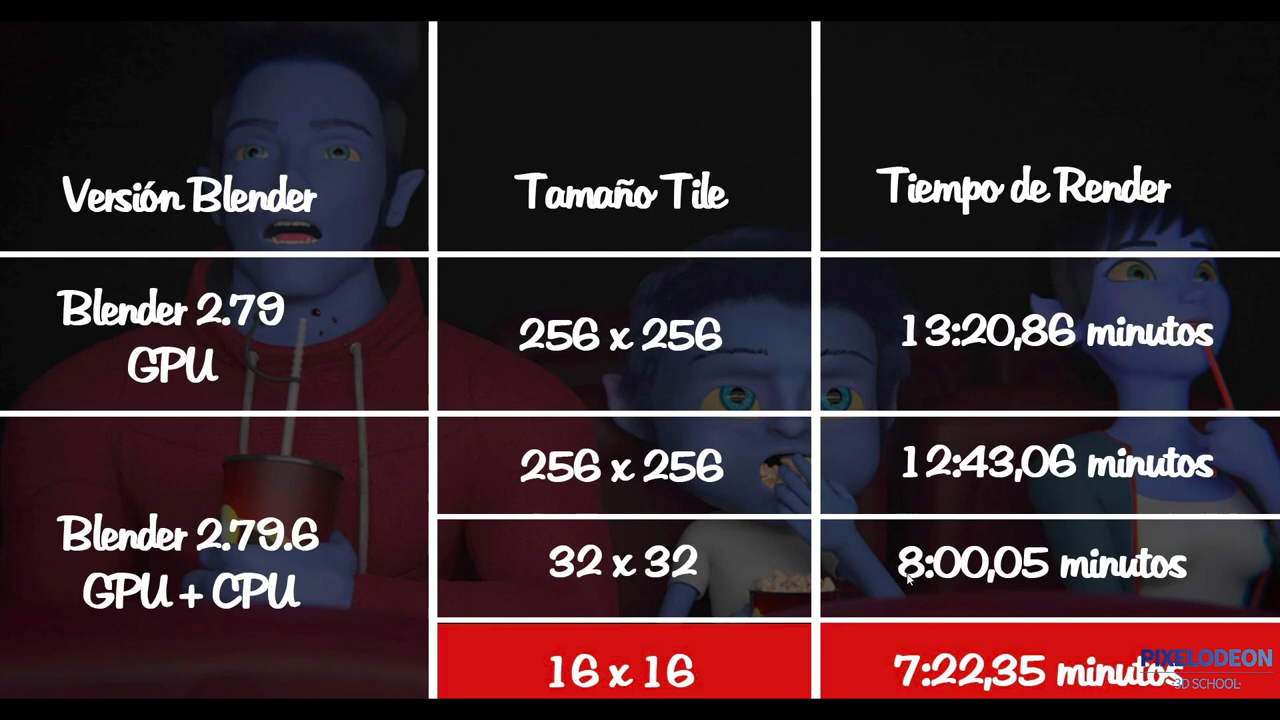 Versión Blender
Tamaño Tile
Tiempo de Render
Blender 2.79
GPU
256 x 256
13:20,86 minutos
Blender 2.79.6
GPU + CPU
256 x 256
12:43,06 minutos
32 x 32
8:00,05 minutos
16 x 16
7:22,35 minutos
PIXELODEON
3D SCHOOL